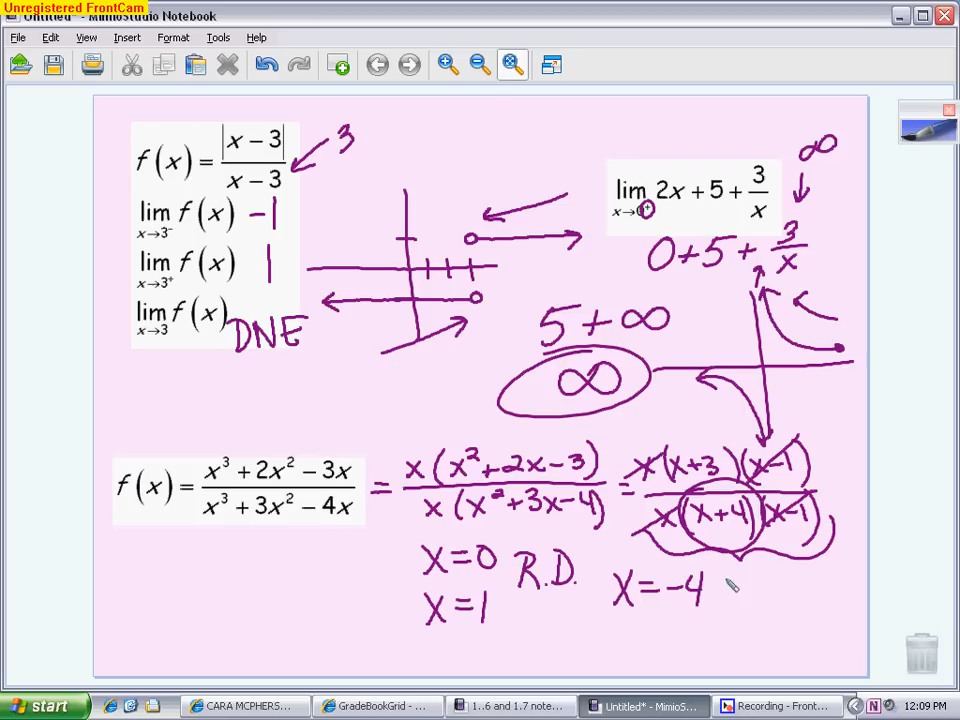 Unregistered FrontCam
Untitled* - MimioStudio Notebook
File Edit View Insert Format Tools Help
f(x) = |x – 3| / x – 3
3
lim x→3⁻ f(x) -1
lim x→3⁺ f(x) 1
lim x→3 f(x) DNE
∞
lim x→0⁺ 2x + 5 + 3/x
0+5+ 3/x
5+∞
∞
f(x) = x³ + 2x² – 3x / x³ + 3x² – 4x = x(x²+2x-3) / x(x²+3x-4) = x(x+3)(x-1) / x(x+4)(x-1)
x=0 R.D.
x=1
x=-4
start CARA MCPHERS... GradeBookGrid - ... 1..6 and 1.7 note... Untitled* - MimioS... Recording - Front... 12:09 PM